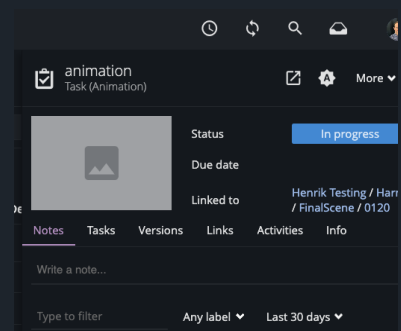 animation
Task (Animation)
More
Status In progress
Due date
Linked to Henrik Testing /
/ FinalScene / 0120
Notes Tasks Versions Links Activities Info
Write a note...
Type to filter Any label Last 30 days